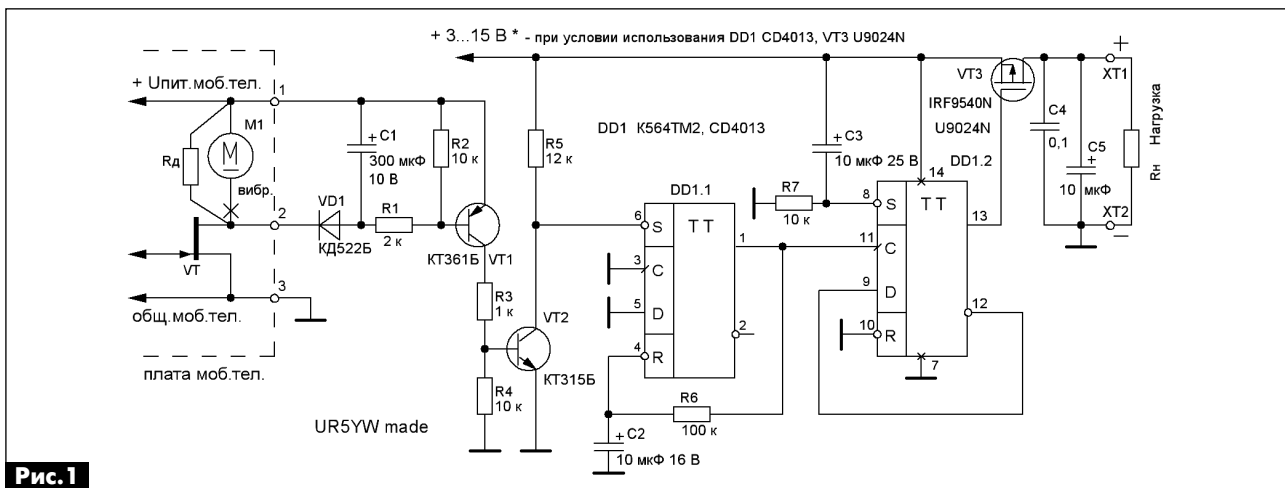 + 3...15 В * - при условии использования DD1 CD4013, VT3 U9024N
+ Uпит.моб.тел.
1
M1
M
Rд
вибр.
2
VT
3
общ.моб.тел.
плата моб.тел.
VD1
КД522Б
+ C1
300 мкФ
10 В
R2
10 к
R1
2 к
КТ361Б
VT1
R3
1 к
VT2
КТ315Б
R4
10 к
UR5YW made
R5
12 к
DD1 К564ТМ2, CD4013
DD1.1
6
S
TT
1
3
C
5
D
2
4
R
R6
100 к
+ C2
10 мкФ 16 В
+ C3
10 мкФ 25 В
R7
10 к
VT3
IRF9540N
U9024N
DD1.2
14
8
S
TT
13
11
C
9
D
12
10
R
7
C4
0,1
C5
+
10
мкФ
+
XT1
Rн Нагрузка
XT2
–
Рис.1